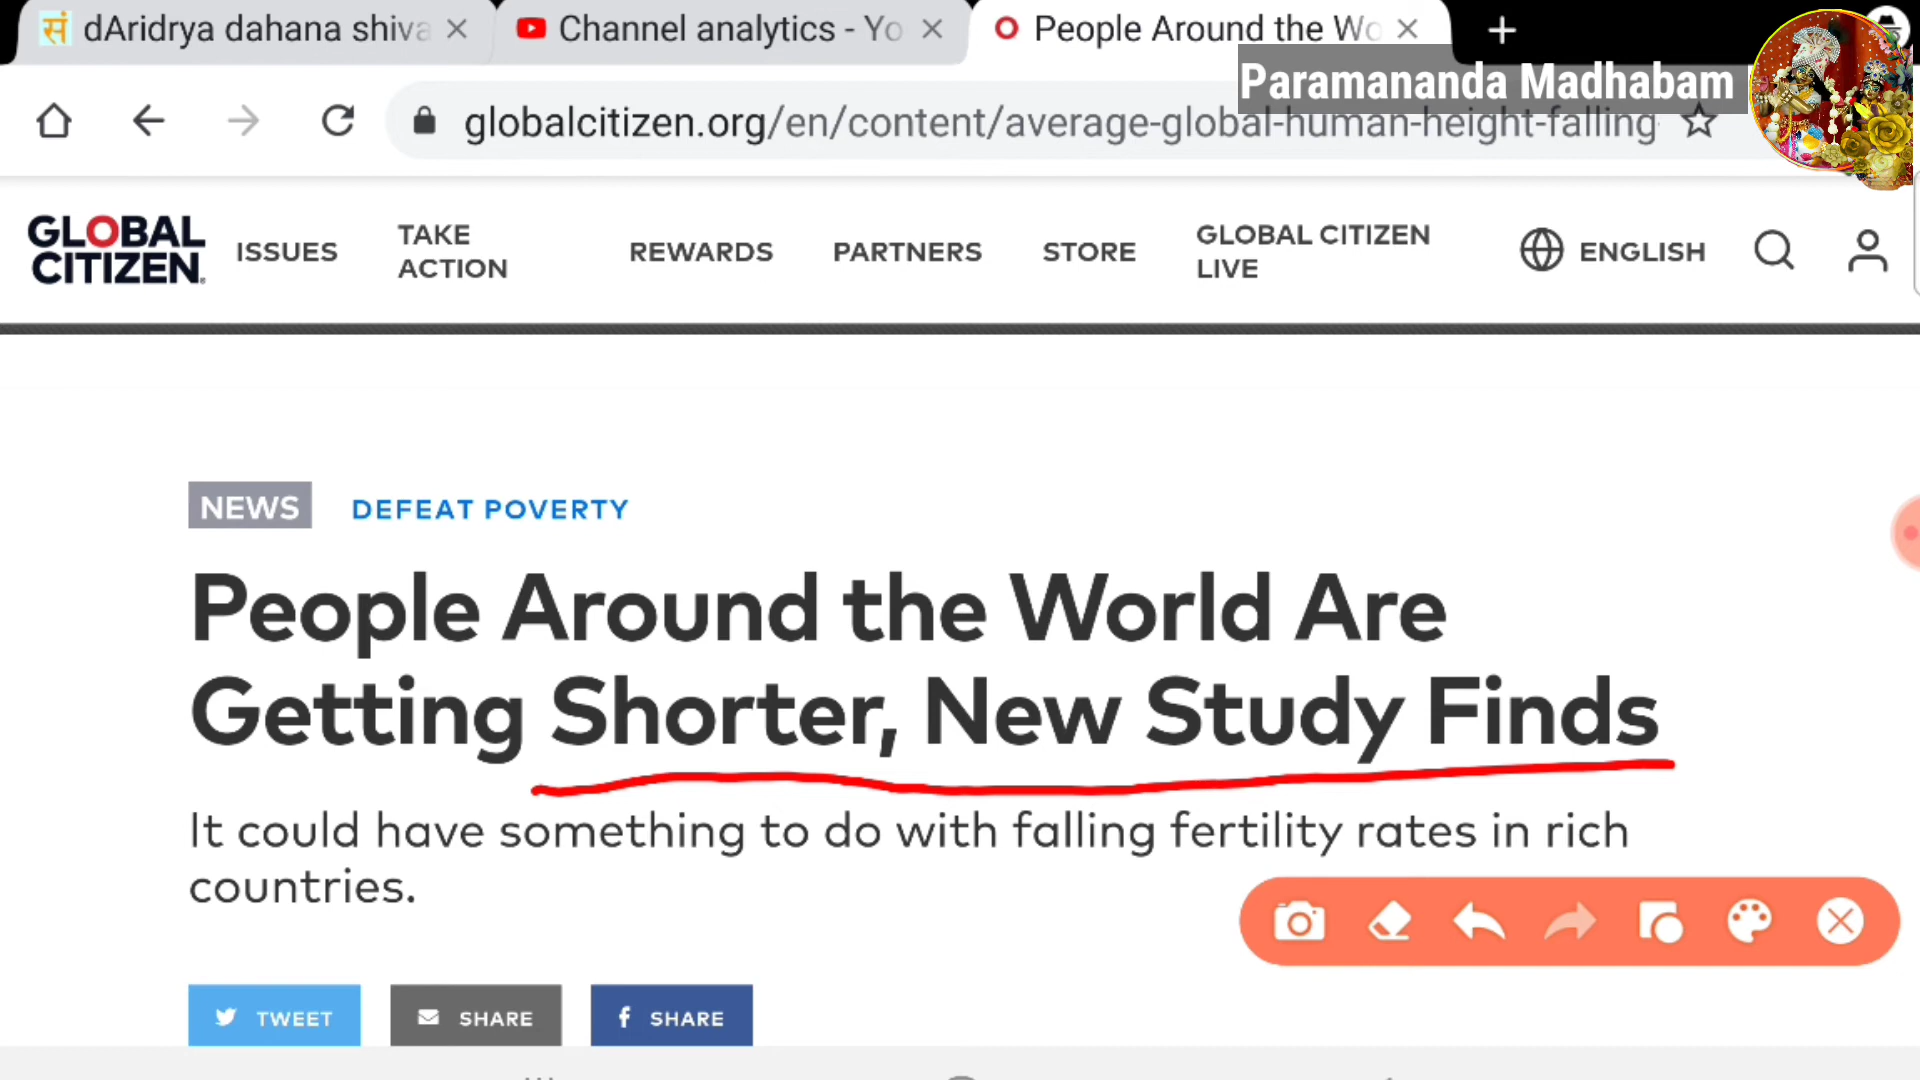 सं dAridrya dahana shiva
Channel analytics - Yo
People Around the Wo
Paramananda Madhabam
globalcitizen.org/en/content/average-global-human-height-falling
GLOBAL
CITIZEN
ISSUES
TAKE
ACTION
REWARDS
PARTNERS
STORE
GLOBAL CITIZEN
LIVE
ENGLISH
NEWS
DEFEAT POVERTY
People Around the World Are
Getting Shorter, New Study Finds
It could have something to do with falling fertility rates in rich
countries.
TWEET
SHARE
f SHARE